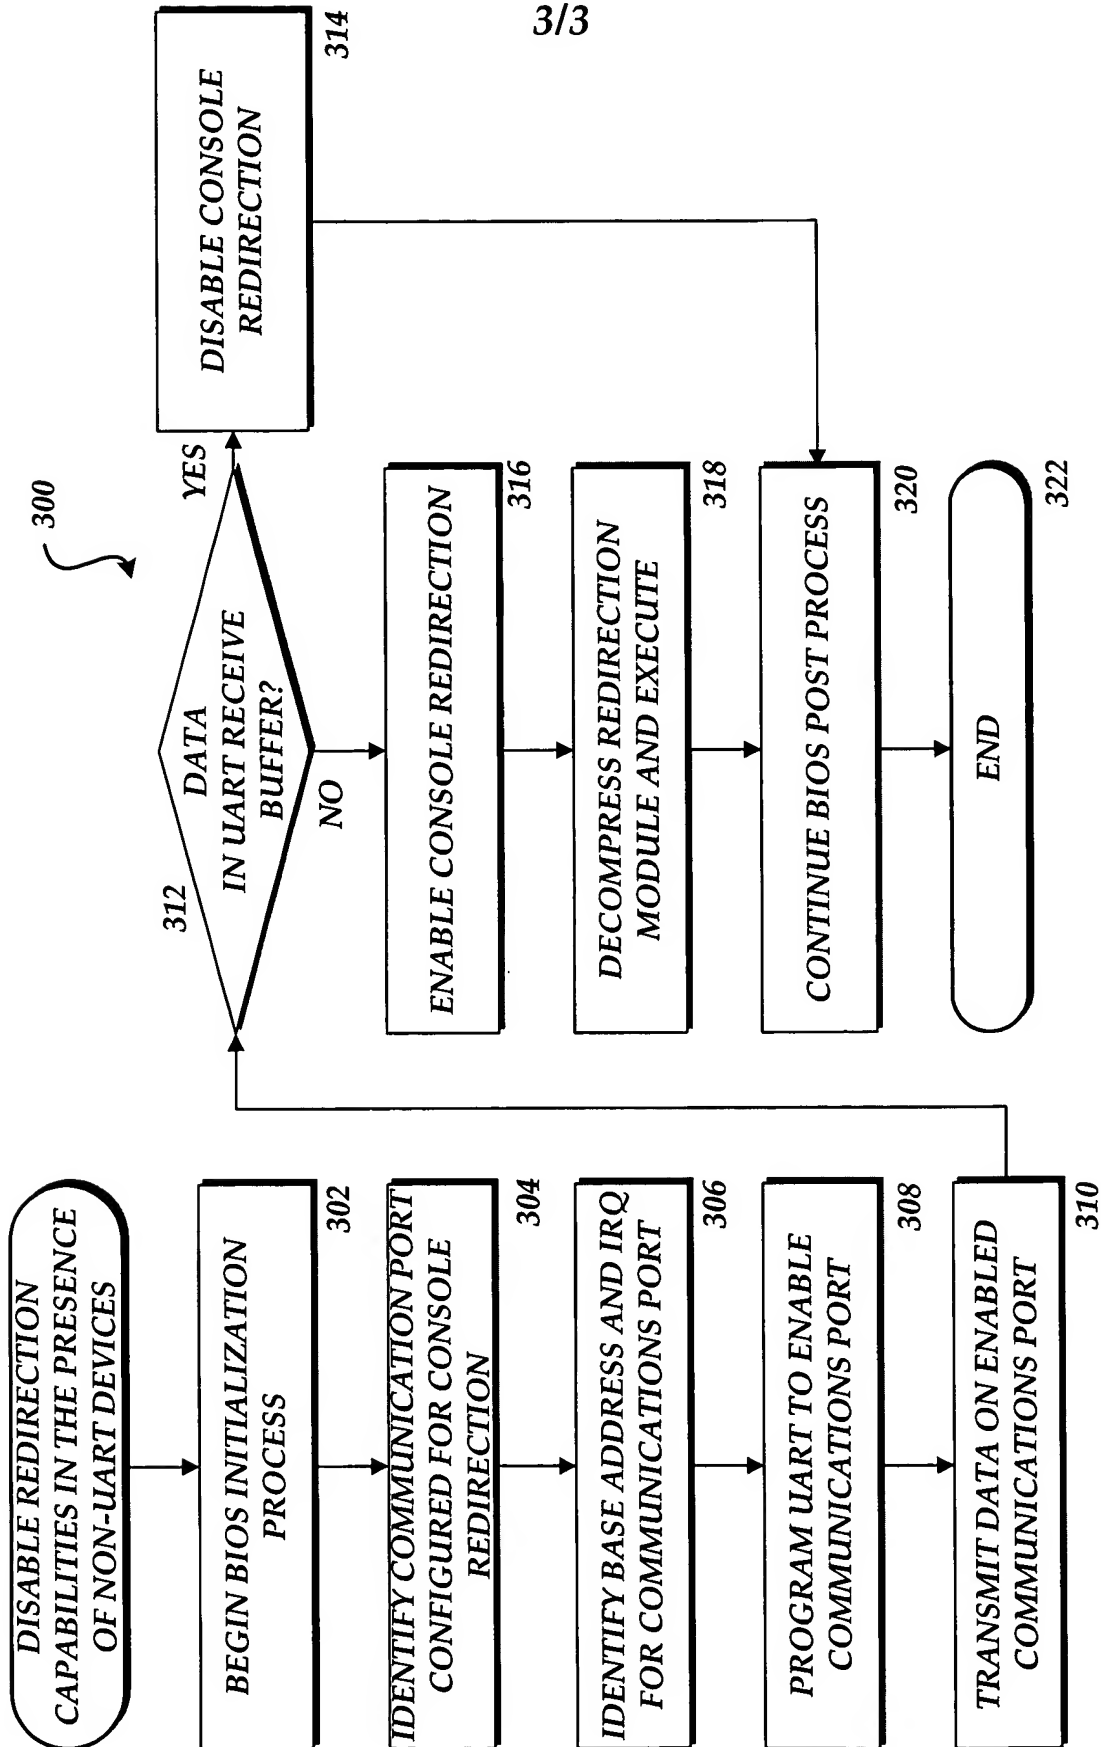 3/3
300
DISABLE REDIRECTION
CAPABILITIES IN THE PRESENCE
OF NON-UART DEVICES
BEGIN BIOS INITIALIZATION
PROCESS
302
IDENTIFY COMMUNICATION PORT
CONFIGURED FOR CONSOLE
REDIRECTION
304
IDENTIFY BASE ADDRESS AND IRQ
FOR COMMUNICATIONS PORT
306
PROGRAM UART TO ENABLE
COMMUNICATIONS PORT
308
TRANSMIT DATA ON ENABLED
COMMUNICATIONS PORT
310
312
DATA
IN UART RECEIVE
BUFFER?
YES
NO
DISABLE CONSOLE
REDIRECTION
314
ENABLE CONSOLE REDIRECTION
316
DECOMPRESS REDIRECTION
MODULE AND EXECUTE
318
CONTINUE BIOS POST PROCESS
320
END
322